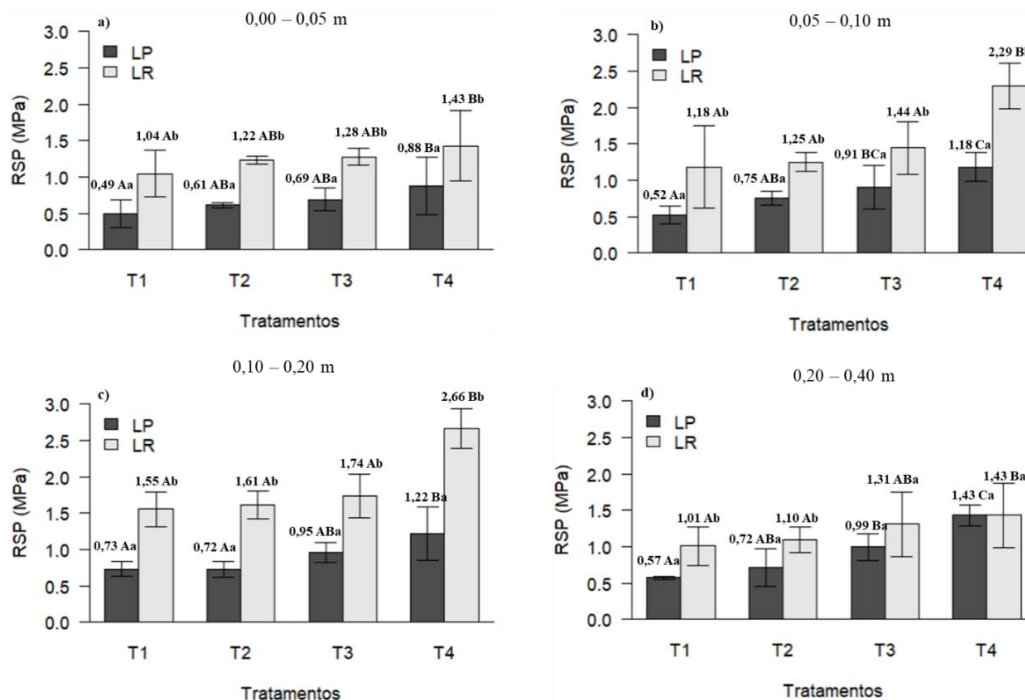 0,00 – 0,05 m
a)
LP
LR
RSP (MPa)
3.0
2.5
2.0
1.5
1.0
0.5
0.0
0,49 Aa
1,04 Ab
0,61 ABa
1,22 ABb
0,69 ABa
1,28 ABb
0,88 Ba
1,43 Bb
T1 T2 T3 T4
Tratamentos
0,05 – 0,10 m
b)
LP
LR
RSP (MPa)
3.0
2.5
2.0
1.5
1.0
0.5
0.0
0,52 Aa
1,18 Ab
0,75 ABa
1,25 Ab
0,91 BCa
1,44 Ab
1,18 Ca
2,29 B
T1 T2 T3 T4
Tratamentos
0,10 – 0,20 m
c)
LP
LR
RSP (MPa)
3.0
2.5
2.0
1.5
1.0
0.5
0.0
0,73 Aa
1,55 Ab
0,72 Aa
1,61 Ab
0,95 ABa
1,74 Ab
1,22 Ba
2,66 Bb
T1 T2 T3 T4
Tratamentos
0,20 – 0,40 m
d)
LP
LR
RSP (MPa)
3.0
2.5
2.0
1.5
1.0
0.5
0.0
0,57 Aa
1,01 Ab
0,72 ABa
1,10 Ab
0,99 Ba
1,31 ABa
1,43 Ca
1,43 Ba
T1 T2 T3 T4
Tratamentos